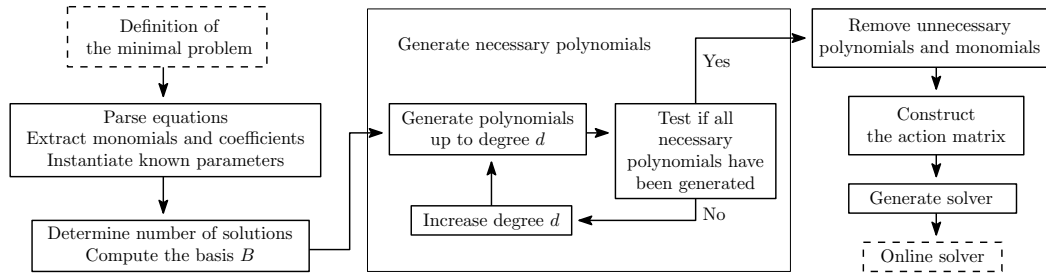 Definition of
the minimal problem
Parse equations
Extract monomials and coefficients
Instantiate known parameters
Determine number of solutions
Compute the basis B
Generate necessary polynomials
Generate polynomials
up to degree d
Increase degree d
Test if all
necessary
polynomials have
been generated
Yes
No
Remove unnecessary
polynomials and monomials
Construct
the action matrix
Generate solver
Online solver